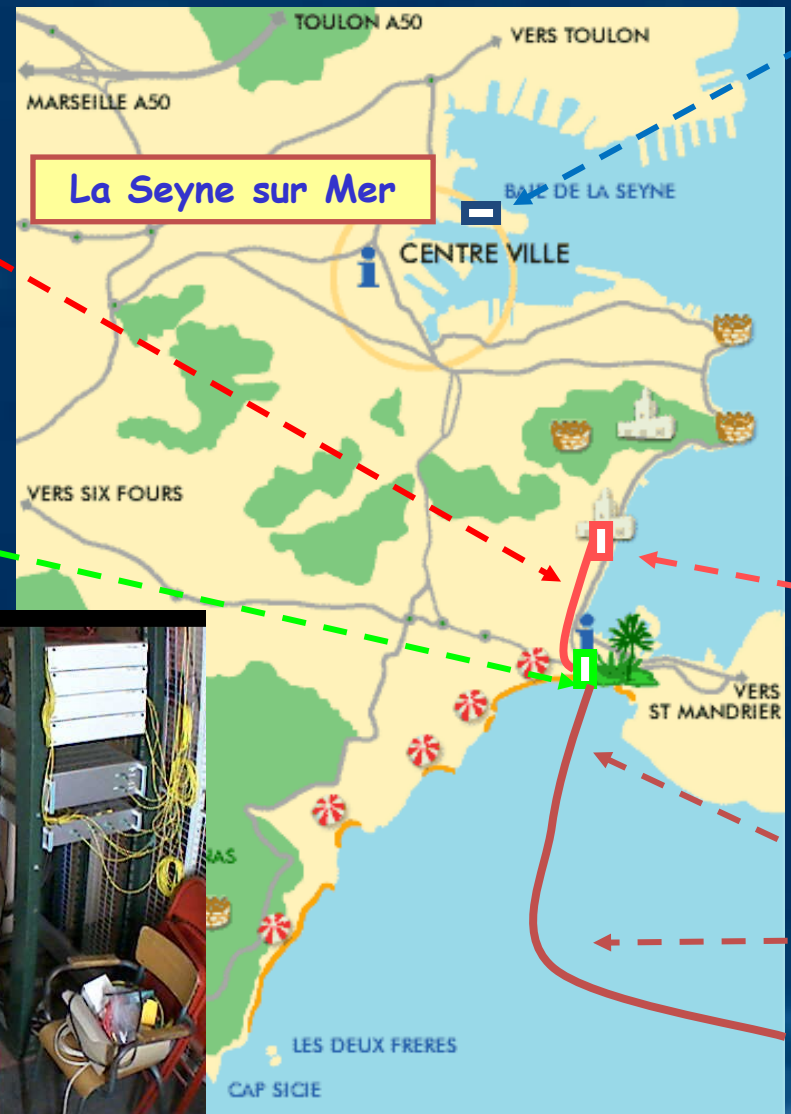 TOULON A50
VERS TOULON
MARSEILLE A50
La Seyne sur Mer
BAIE DE LA SEYNE
i
CENTRE VILLE
VERS SIX FOURS
i
VERS
ST MANDRIER
LES DEUX FRERES
CAP SICIE